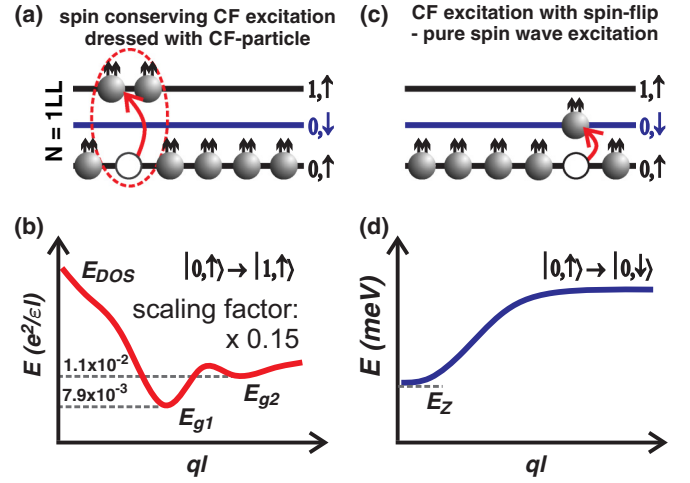 (a) spin conserving CF excitation
dressed with CF-particle
N = 1LL
1,↑
0,↓
0,↑
(c) CF excitation with spin-flip
- pure spin wave excitation
1,↑
0,↓
0,↑
(b)
E (e²/εl)
E_DOS
|0,↑⟩→|1,↑⟩
scaling factor:
x 0.15
1.1x10⁻²
7.9x10⁻³
E_g1
E_g2
ql
(d)
E (meV)
|0,↑⟩→|0,↓⟩
E_Z
ql